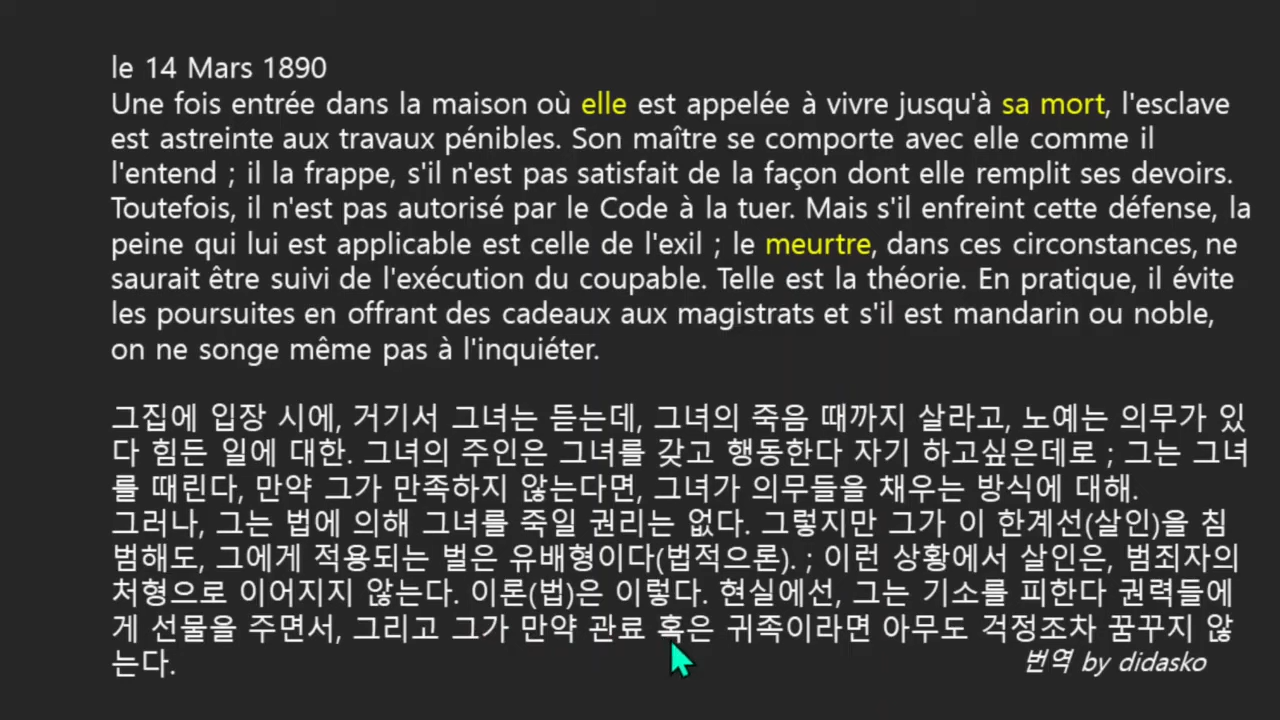 le 14 Mars 1890
Une fois entrée dans la maison où elle est appelée à vivre jusqu'à sa mort, l'esclave
est astreinte aux travaux pénibles. Son maître se comporte avec elle comme il
l'entend ; il la frappe, s'il n'est pas satisfait de la façon dont elle remplit ses devoirs.
Toutefois, il n'est pas autorisé par le Code à la tuer. Mais s'il enfreint cette défense, la
peine qui lui est applicable est celle de l'exil ; le meurtre, dans ces circonstances, ne
saurait être suivi de l'exécution du coupable. Telle est la théorie. En pratique, il évite
les poursuites en offrant des cadeaux aux magistrats et s'il est mandarin ou noble,
on ne songe même pas à l'inquiéter.
그집에 입장 시에, 거기서 그녀는 듣는데, 그녀의 죽음 때까지 살라고, 노예는 의무가 있
다 힘든 일에 대한. 그녀의 주인은 그녀를 갖고 행동한다 자기 하고싶은데로 ; 그는 그녀
를 때린다, 만약 그가 만족하지 않는다면, 그녀가 의무들을 채우는 방식에 대해.
그러나, 그는 법에 의해 그녀를 죽일 권리는 없다. 그렇지만 그가 이 한계선(살인)을 침
범해도, 그에게 적용되는 벌은 유배형이다(법적으론). ; 이런 상황에서 살인은, 범죄자의
처형으로 이어지지 않는다. 이론(법)은 이렇다. 현실에선, 그는 기소를 피한다 권력들에
게 선물을 주면서, 그리고 그가 만약 관료 혹은 귀족이라면 아무도 걱정조차 꿈꾸지 않
는다.
번역 by didasko